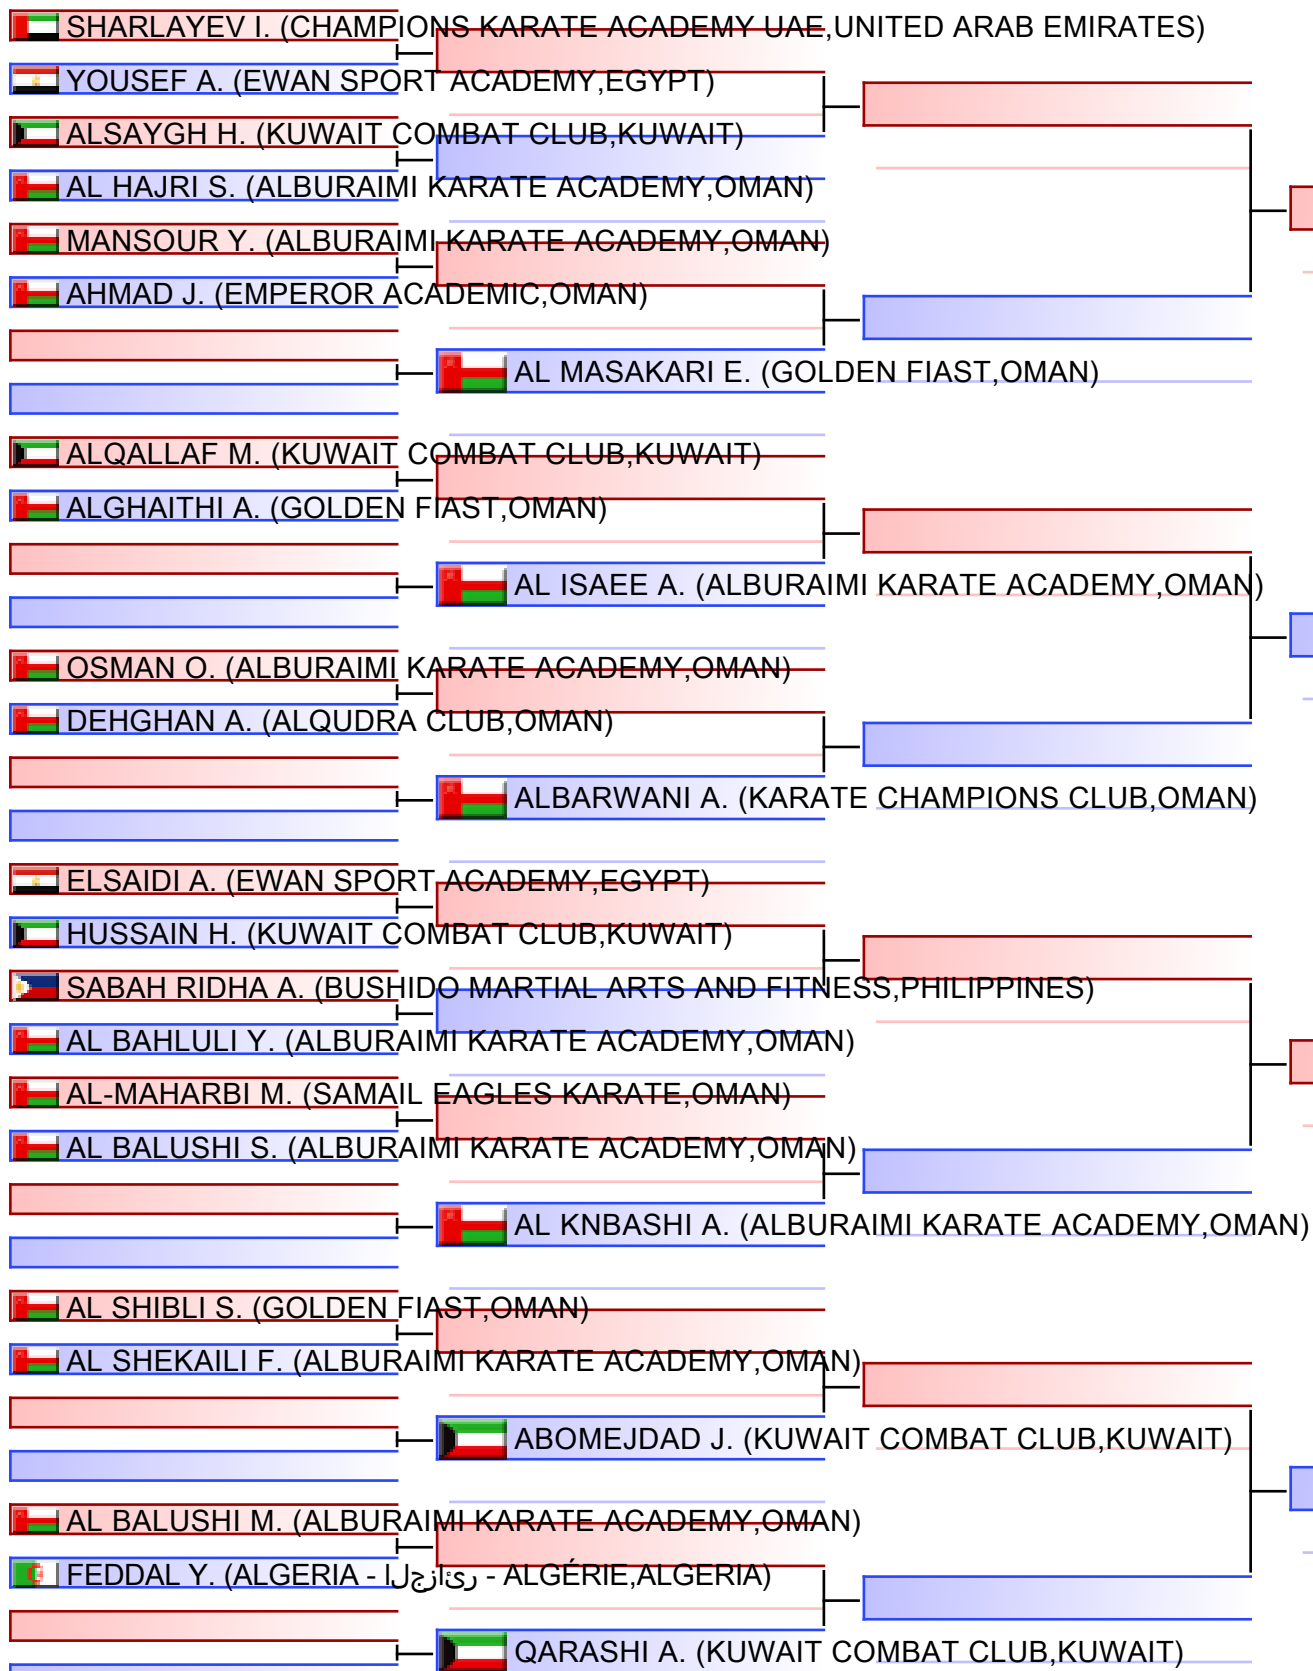 SHARLAYEV I. (CHAMPIONS KARATE ACADEMY UAE,UNITED ARAB EMIRATES)
YOUSEF A. (EWAN SPORT ACADEMY,EGYPT)
ALSAYGH H. (KUWAIT COMBAT CLUB,KUWAIT)
AL HAJRI S. (ALBURAIMI KARATE ACADEMY,OMAN)
MANSOUR Y. (ALBURAIMI KARATE ACADEMY,OMAN)
AHMAD J. (EMPEROR ACADEMIC,OMAN)
AL MASAKARI E. (GOLDEN FIAST,OMAN)
ALQALLAF M. (KUWAIT COMBAT CLUB,KUWAIT)
ALGHAITHI A. (GOLDEN FIAST,OMAN)
AL ISAEE A. (ALBURAIMI KARATE ACADEMY,OMAN)
OSMAN O. (ALBURAIMI KARATE ACADEMY,OMAN)
DEHGHAN A. (ALQUDRA CLUB,OMAN)
ALBARWANI A. (KARATE CHAMPIONS CLUB,OMAN)
ELSAIDI A. (EWAN SPORT ACADEMY,EGYPT)
HUSSAIN H. (KUWAIT COMBAT CLUB,KUWAIT)
SABAH RIDHA A. (BUSHIDO MARTIAL ARTS AND FITNESS,PHILIPPINES)
AL BAHLULI Y. (ALBURAIMI KARATE ACADEMY,OMAN)
AL-MAHARBI M. (SAMAIL EAGLES KARATE,OMAN)
AL BALUSHI S. (ALBURAIMI KARATE ACADEMY,OMAN)
AL KNBASHI A. (ALBURAIMI KARATE ACADEMY,OMAN)
AL SHIBLI S. (GOLDEN FIAST,OMAN)
AL SHEKAILI F. (ALBURAIMI KARATE ACADEMY,OMAN)
ABOMEJDAD J. (KUWAIT COMBAT CLUB,KUWAIT)
AL BALUSHI M. (ALBURAIMI KARATE ACADEMY,OMAN)
FEDDAL Y. (ALGERIA - رئازجلا - ALGÉRIE,ALGERIA)
QARASHI A. (KUWAIT COMBAT CLUB,KUWAIT)